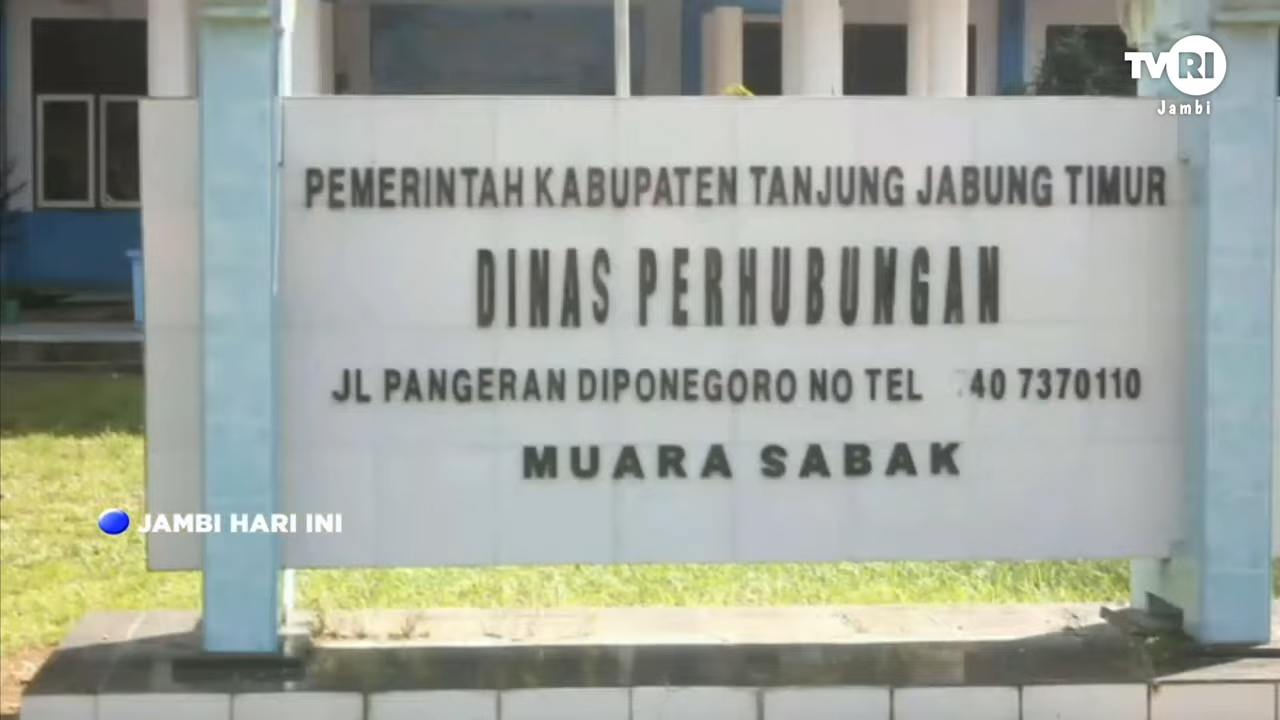 TVRI
Jambi
PEMERINTAH KABUPATEN TANJUNG JABUNG TIMUR
DINAS PERHUBUNGAN
JL PANGERAN DIPONEGORO NO TEL 740 7370110
MUARA SABAK
JAMBI HARI INI